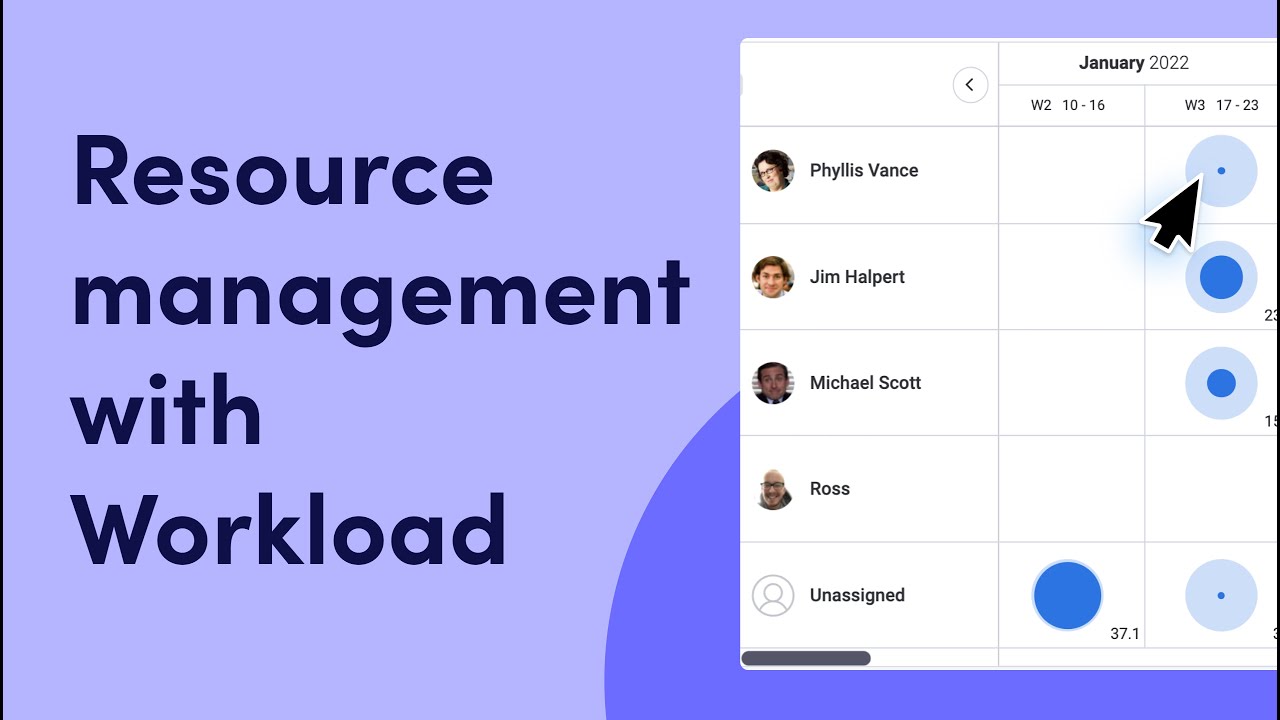 Resource
management
with
Workload
January 2022
W2 10 - 16
W3 17 - 23
Phyllis Vance
Jim Halpert
23
Michael Scott
15
Ross
Unassigned
37.1